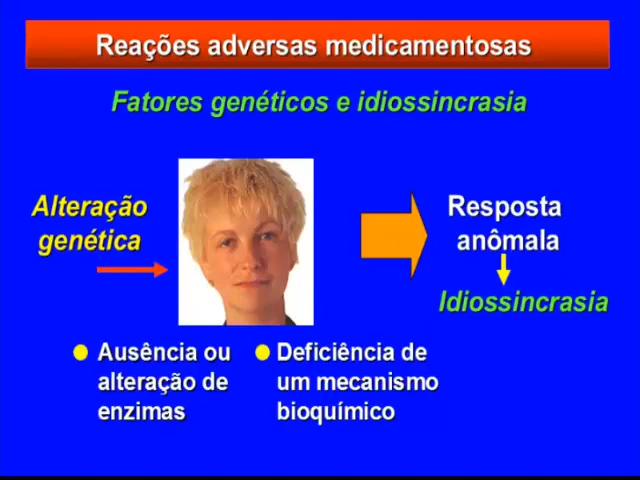 Reações adversas medicamentosas
Fatores genéticos e idiossincrasia
Alteração
genética
Resposta
anômala
Idiossincrasia
Ausência ou
alteração de
enzimas
Deficiência de
um mecanismo
bioquímico